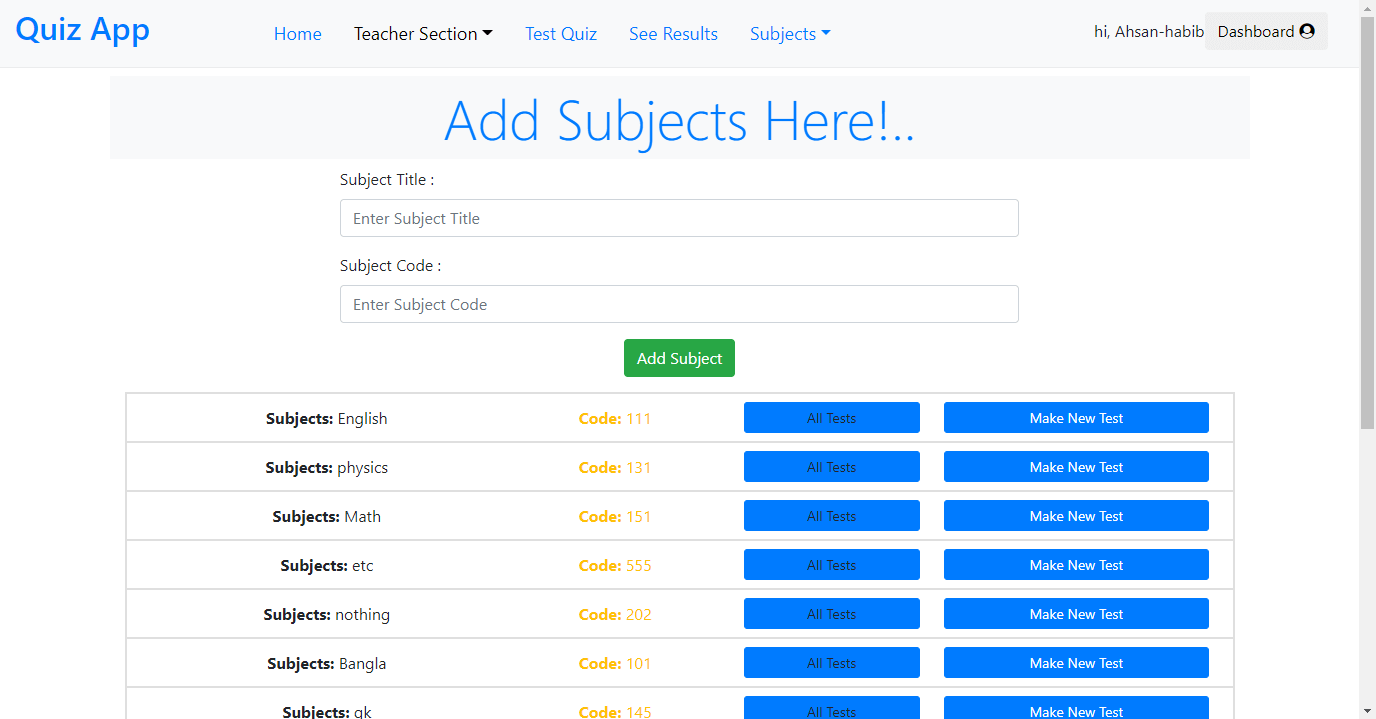 Quiz App Home Teacher Section Test Quiz See Results Subjects hi, Ahsan-habib Dashboard
Add Subjects Here!..
Subject Title :
Enter Subject Title
Subject Code :
Enter Subject Code
Add Subject
Subjects: English Code: 111 All Tests Make New Test
Subjects: physics Code: 131 All Tests Make New Test
Subjects: Math Code: 151 All Tests Make New Test
Subjects: etc Code: 555 All Tests Make New Test
Subjects: nothing Code: 202 All Tests Make New Test
Subjects: Bangla Code: 101 All Tests Make New Test
Subjects: gk Code: 145 All Tests Make New Test